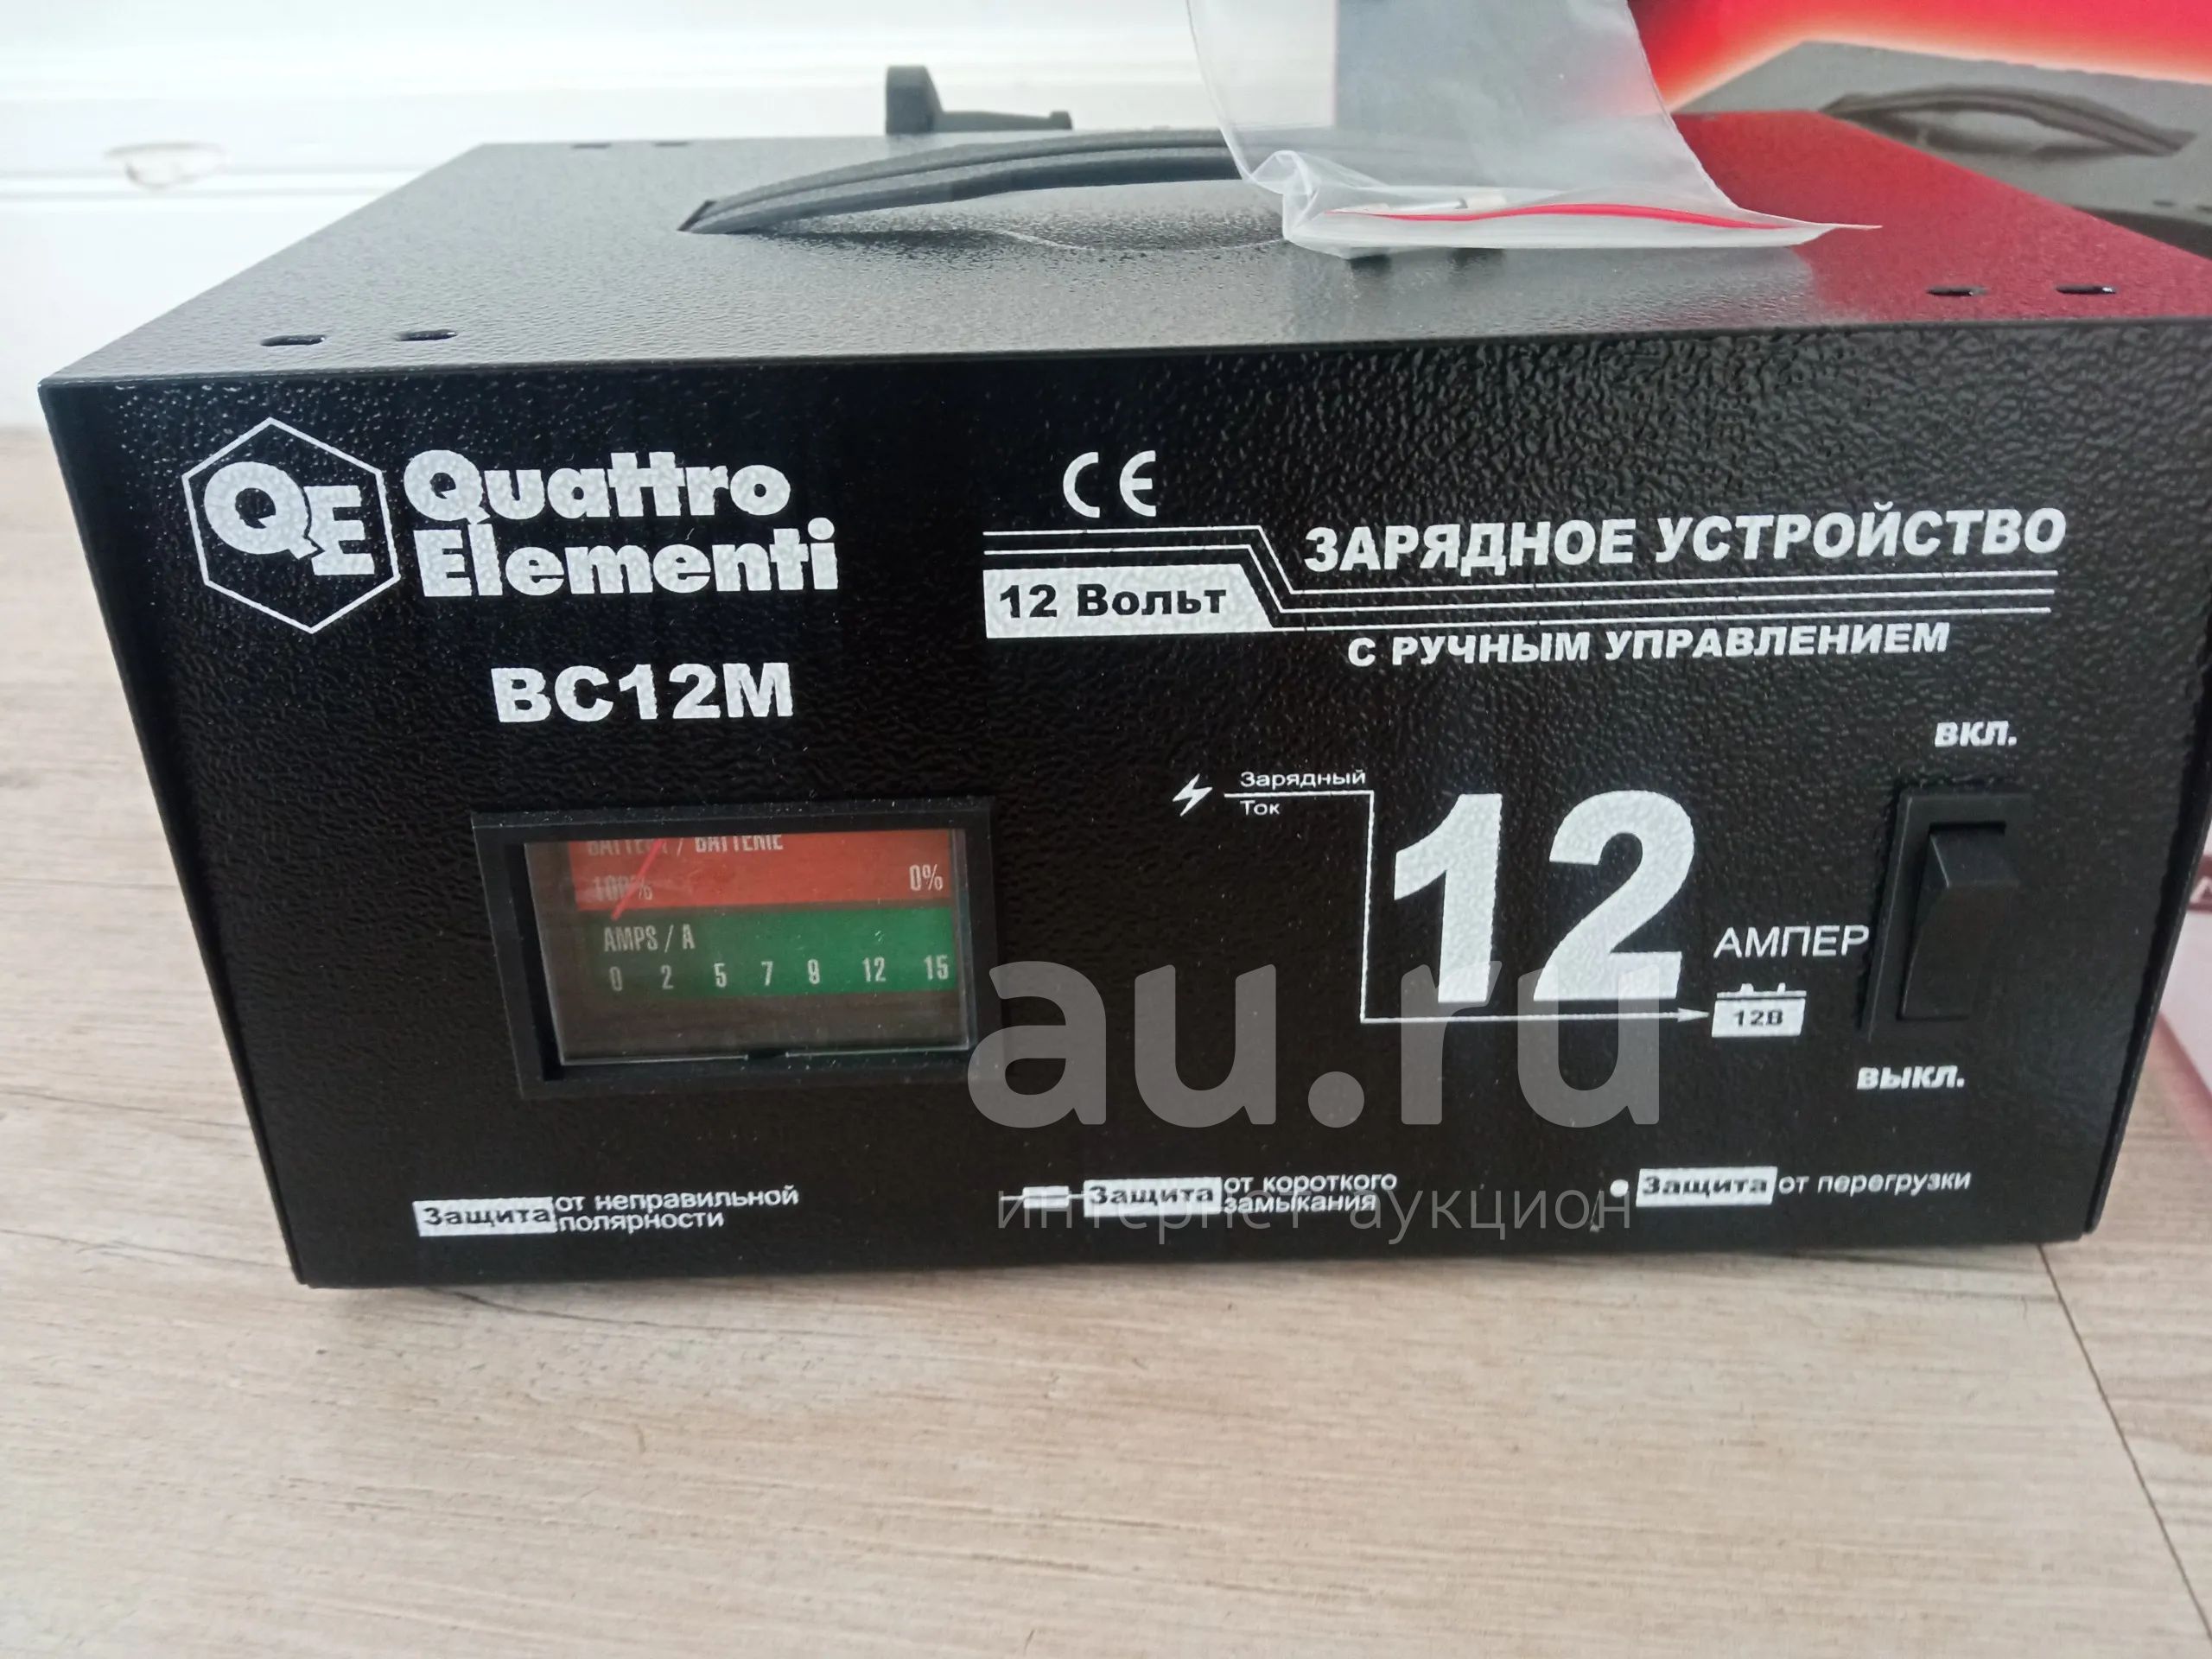 QE Quattro
Elementi
BC12M
CE
ЗАРЯДНОЕ УСТРОЙСТВО
12 Вольт
С РУЧНЫМ УПРАВЛЕНИЕМ
ВКЛ.
Зарядный
Ток
12
АМПЕР
12В
ВЫКЛ.
BATTERY / BATTERIE
100% 0%
AMPS / A
0 2 5 7 9 12 15
Защита от неправильной
полярности
Защита от короткого
замыкания
Защита от перегрузки
au.ru
интернет аукцион